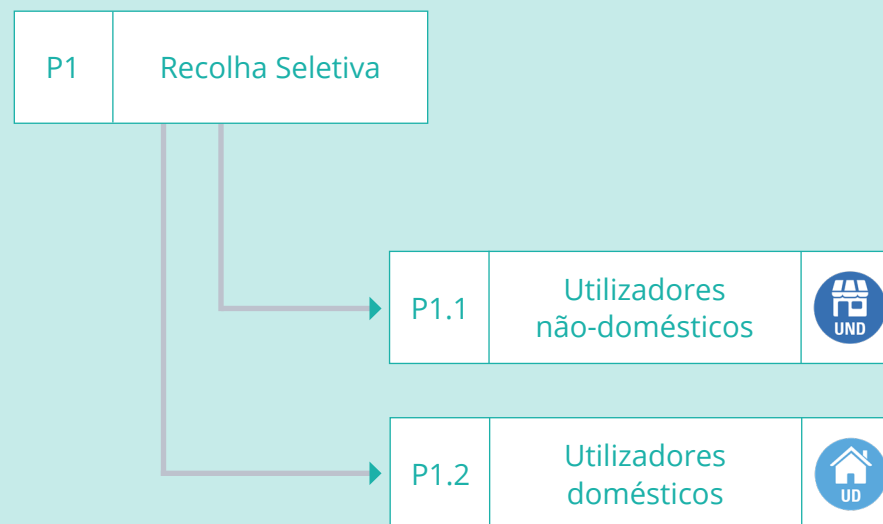 P1
Recolha Seletiva
P1.1
Utilizadores
não-domésticos
UND
P1.2
Utilizadores
domésticos
UD